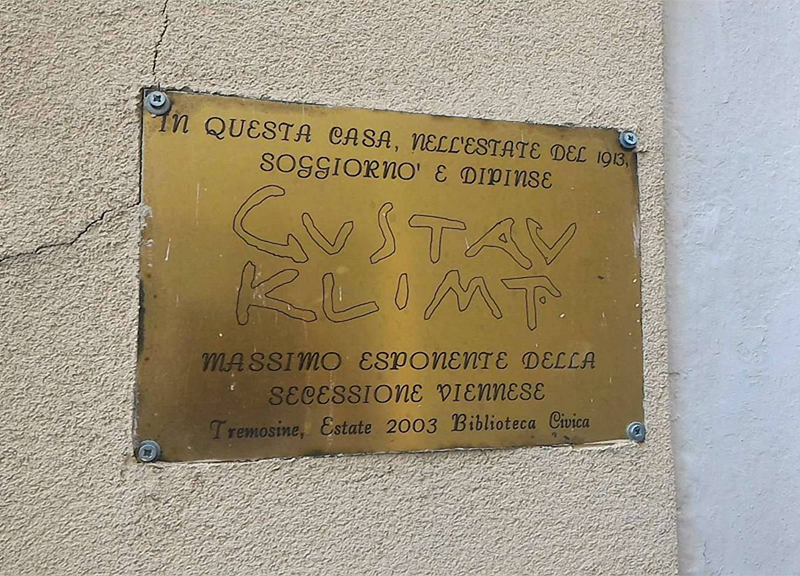 IN QUESTA CASA, NELL'ESTATE DEL 1913,
SOGGIORNO' E DIPINSE
GUSTAV
KLIMT.
MASSIMO ESPONENTE DELLA
SECESSIONE VIENNESE
Tremosine, Estate 2003 Biblioteca Civica